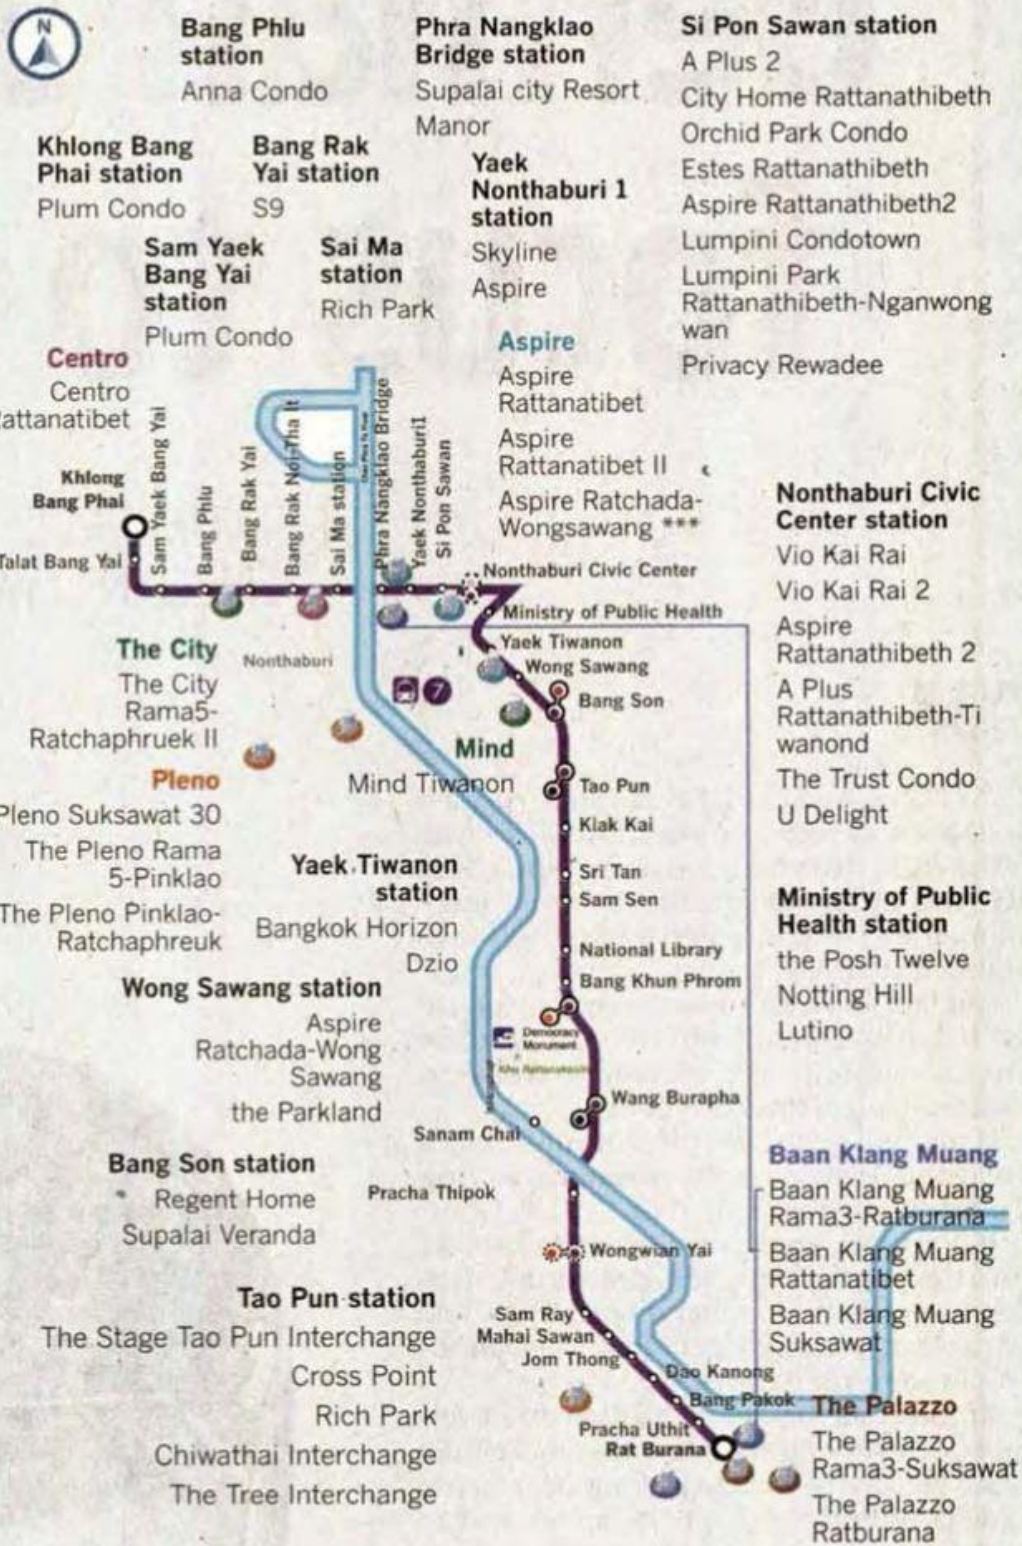 N
Bang Phlu
station
Anna Condo
Phra Nangklao
Bridge station
Supalai city Resort
Manor
Si Pon Sawan station
A Plus 2
City Home Rattanathibeth
Orchid Park Condo
Estes Rattanathibeth
Aspire Rattanathibeth2
Lumpini Condotown
Lumpini Park
Rattanathibeth-Nganwong
wan
Privacy Rewadee
Khlong Bang
Phai station
Plum Condo
Bang Rak
Yai station
S9
Yaek
Nonthaburi 1
station
Skyline
Aspire
Sam Yaek
Bang Yai
station
Plum Condo
Sai Ma
station
Rich Park
Centro
Centro
Rattanatibet
Aspire
Aspire
Rattanatibet
Aspire
Rattanatibet II
Aspire Ratchada-
Wongsawang ***
Khlong
Bang Phai
Talat Bang Yai
Sam Yaek Bang Yai
Bang Phlu
Bang Rak Yai
Bang Rak Noi-Tha It
Sai Ma station
Phra Nangklao Bridge
Yaek Nonthaburi1
Si Pon Sawan
Nonthaburi Civic Center
Ministry of Public Health
Yaek Tiwanon
Wong Sawang
Bang Son
Tao Pun
Kiak Kai
Sri Tan
Sam Sen
National Library
Bang Khun Phrom
Democracy
Monument
Wang Burapha
Sanam Chai
Pracha Thipok
Wongwian Yai
Sam Ray
Mahai Sawan
Jom Thong
Dao Kanong
Bang Pakok
Pracha Uthit
Rat Burana
Nonthaburi
7
The City
The City
Rama5-
Ratchaphruek II
Pleno
Pleno Suksawat 30
The Pleno Rama
5-Pinklao
The Pleno Pinklao-
Ratchaphreuk
Mind
Mind Tiwanon
Yaek Tiwanon
station
Bangkok Horizon
Dzio
Wong Sawang station
Aspire
Ratchada-Wong
Sawang
the Parkland
Bang Son station
Regent Home
Supalai Veranda
Tao Pun station
The Stage Tao Pun Interchange
Cross Point
Rich Park
Chiwathai Interchange
The Tree Interchange
Nonthaburi Civic
Center station
Vio Kai Rai
Vio Kai Rai 2
Aspire
Rattanathibeth 2
A Plus
Rattanathibeth-Ti
wanond
The Trust Condo
U Delight
Ministry of Public
Health station
the Posh Twelve
Notting Hill
Lutino
Baan Klang Muang
Baan Klang Muang
Rama3-Ratburana
Baan Klang Muang
Rattanatibet
Baan Klang Muang
Suksawat
The Palazzo
The Palazzo
Rama3-Suksawat
The Palazzo
Ratburana